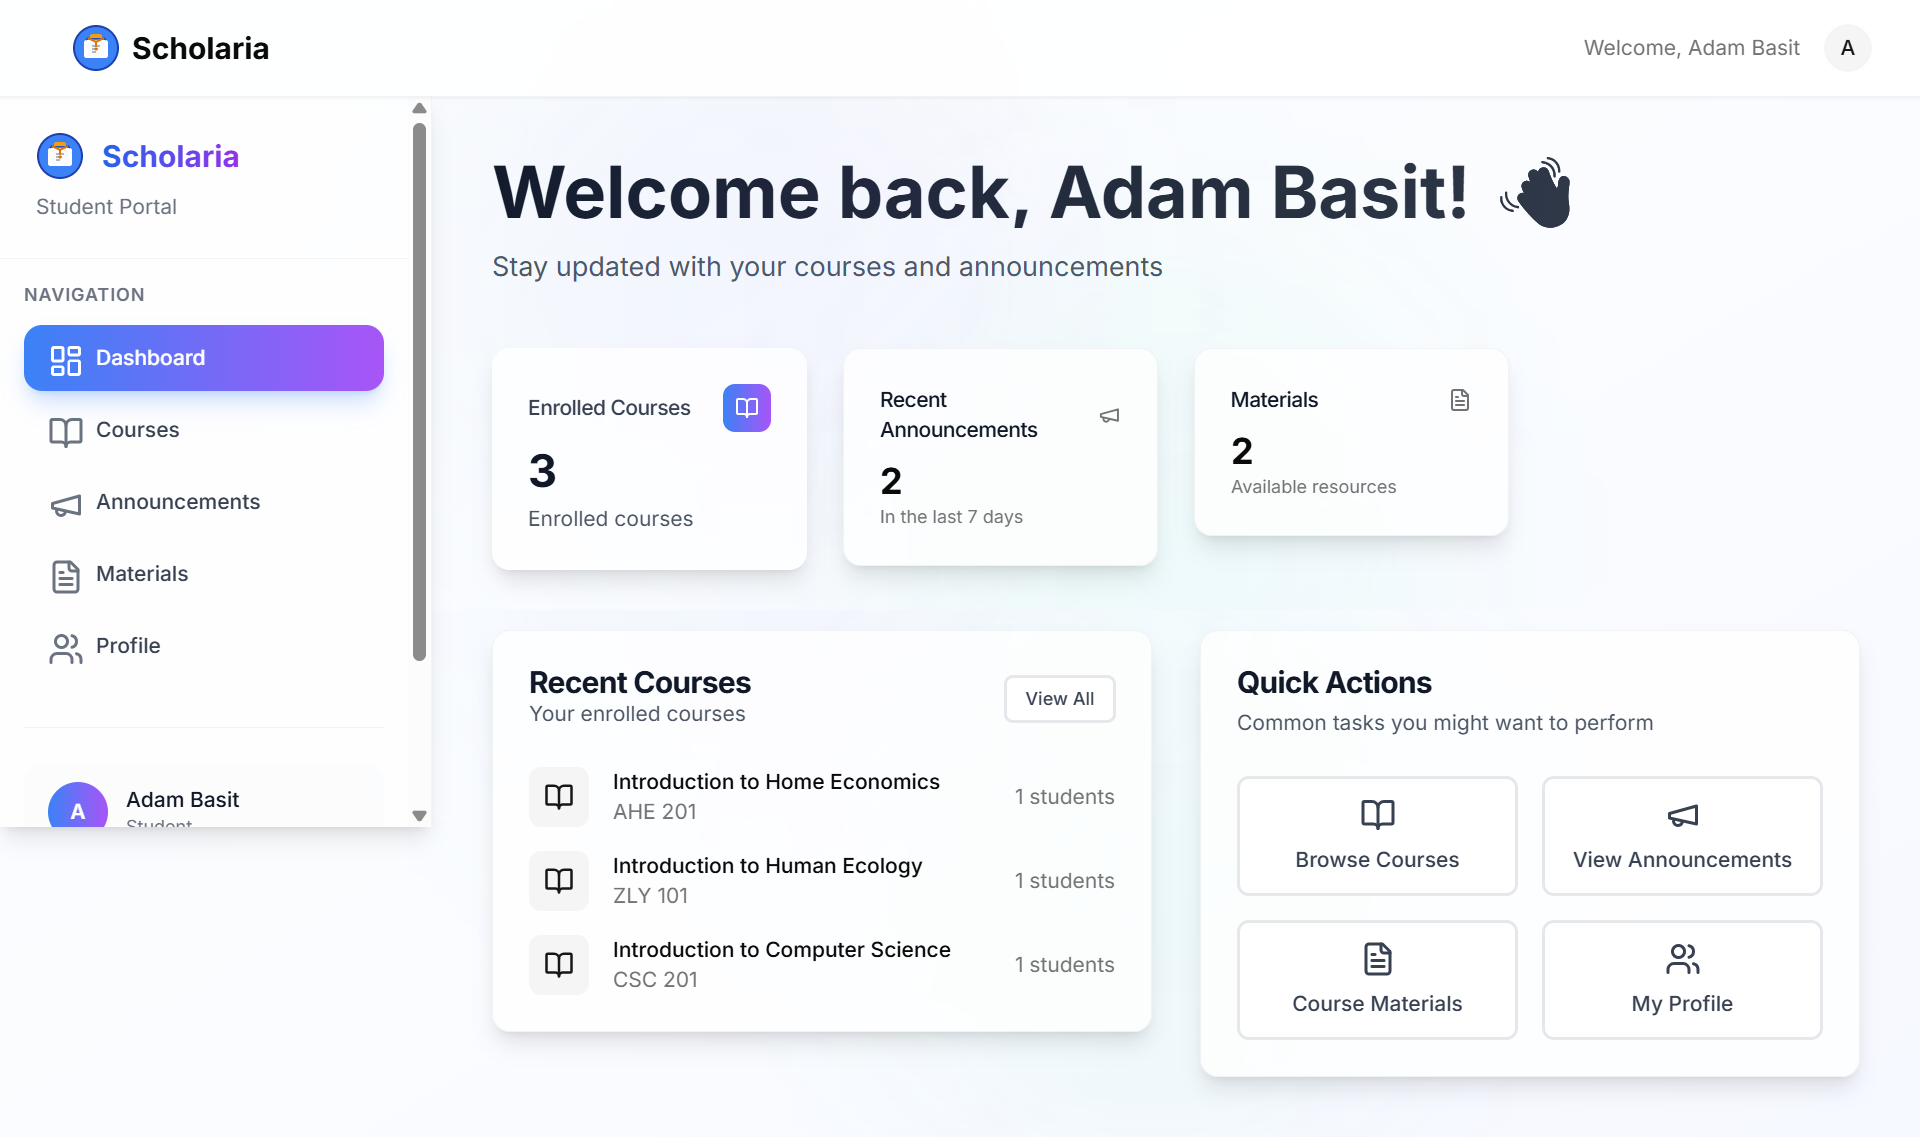 Scholaria
Welcome, Adam Basit
A
Scholaria
Student Portal
NAVIGATION
Dashboard
Courses
Announcements
Materials
Profile
A
Adam Basit
Student
Welcome back, Adam Basit!
Stay updated with your courses and announcements
Enrolled Courses
3
Enrolled courses
Recent
Announcements
2
In the last 7 days
Materials
2
Available resources
Recent Courses
Your enrolled courses
View All
Introduction to Home Economics
AHE 201
1 students
Introduction to Human Ecology
ZLY 101
1 students
Introduction to Computer Science
CSC 201
1 students
Quick Actions
Common tasks you might want to perform
Browse Courses
View Announcements
Course Materials
My Profile